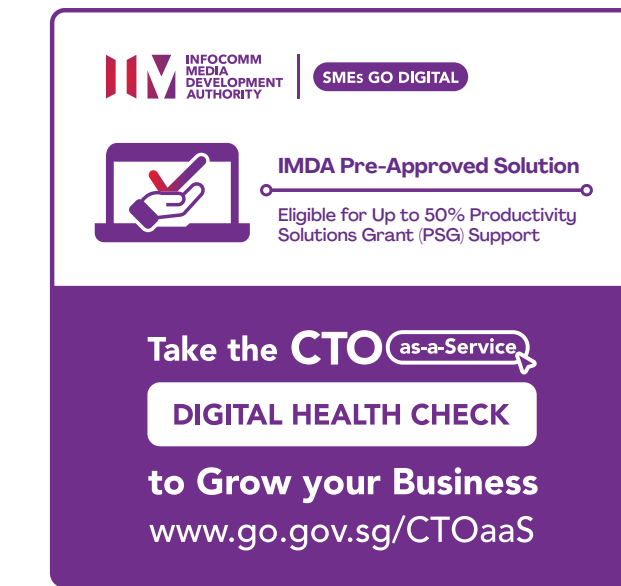 INFOCOMM
MEDIA
DEVELOPMENT
AUTHORITY
SMEs GO DIGITAL
IMDA Pre-Approved Solution
Eligible for Up to 50% Productivity
Solutions Grant (PSG) Support
Take the CTO as-a-Service
DIGITAL HEALTH CHECK
to Grow your Business
www.go.gov.sg/CTOaaS